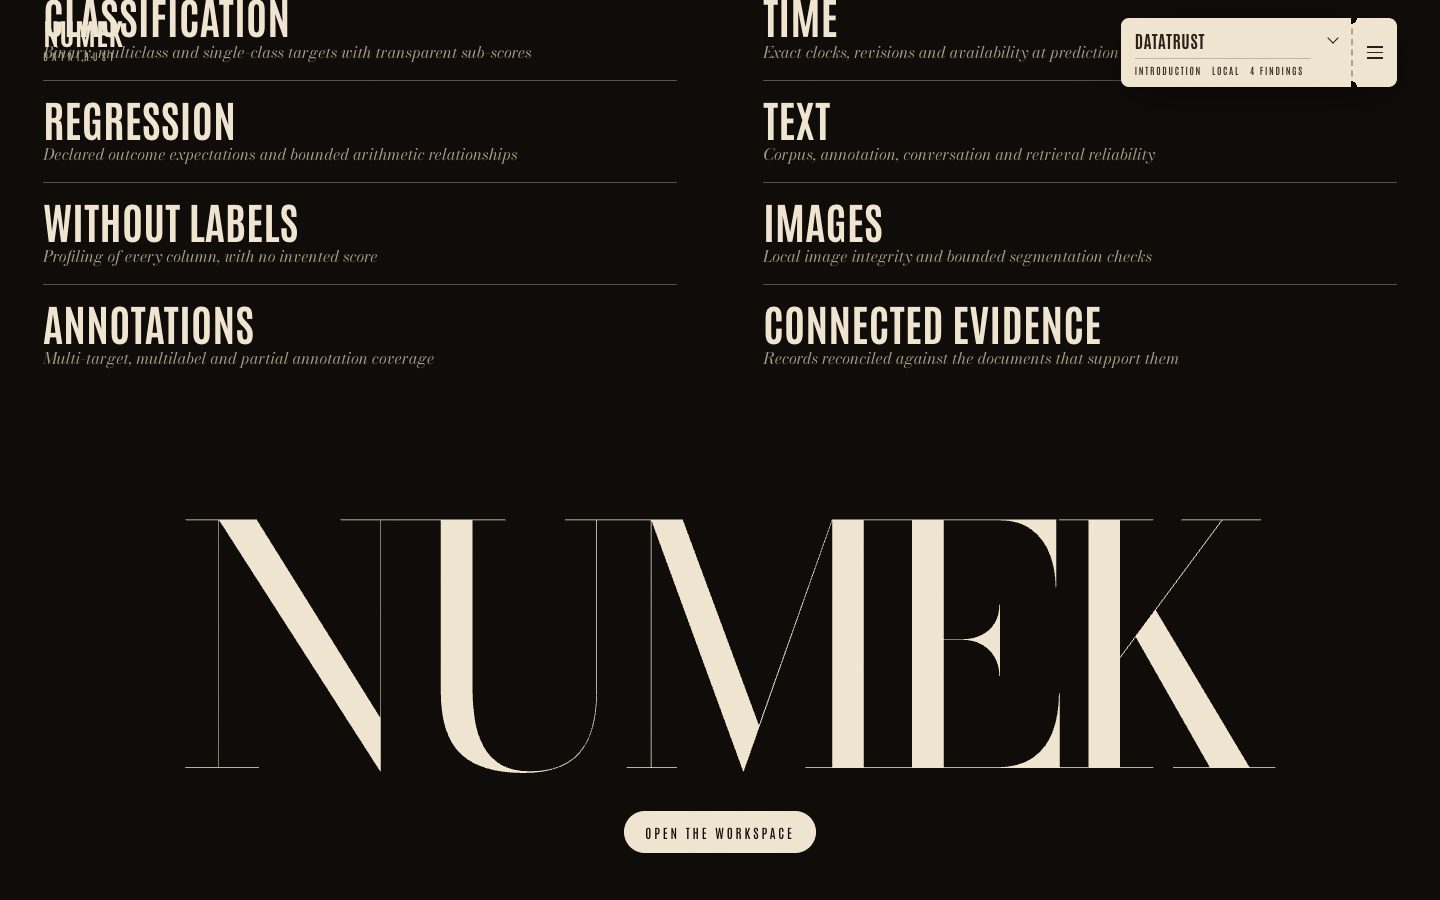 CLASSIFICATION
Binary, multiclass and single-class targets with transparent sub-scores
NUMEK
DATATRUST
REGRESSION
Declared outcome expectations and bounded arithmetic relationships
WITHOUT LABELS
Profiling of every column, with no invented score
ANNOTATIONS
Multi-target, multilabel and partial annotation coverage
TIME
Exact clocks, revisions and availability at prediction
TEXT
Corpus, annotation, conversation and retrieval reliability
IMAGES
Local image integrity and bounded segmentation checks
CONNECTED EVIDENCE
Records reconciled against the documents that support them
DATATRUST
INTRODUCTION LOCAL 4 FINDINGS
NUMEK
OPEN THE WORKSPACE